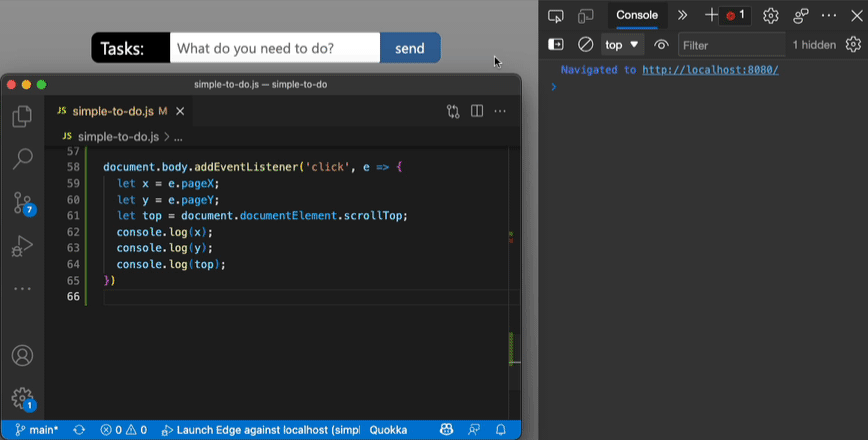 Tasks: What do you need to do? send
Console 1
top Filter 1 hidden
Navigated to http://localhost:8080/
simple-to-do.js — simple-to-do
JS simple-to-do.js M
JS simple-to-do.js > ...
57
58 document.body.addEventListener('click', e => {
59 let x = e.pageX;
60 let y = e.pageY;
61 let top = document.documentElement.scrollTop;
62 console.log(x);
63 console.log(y);
64 console.log(top);
65 })
66
7
1
main* 0 0 Launch Edge against localhost (simpl Quokka